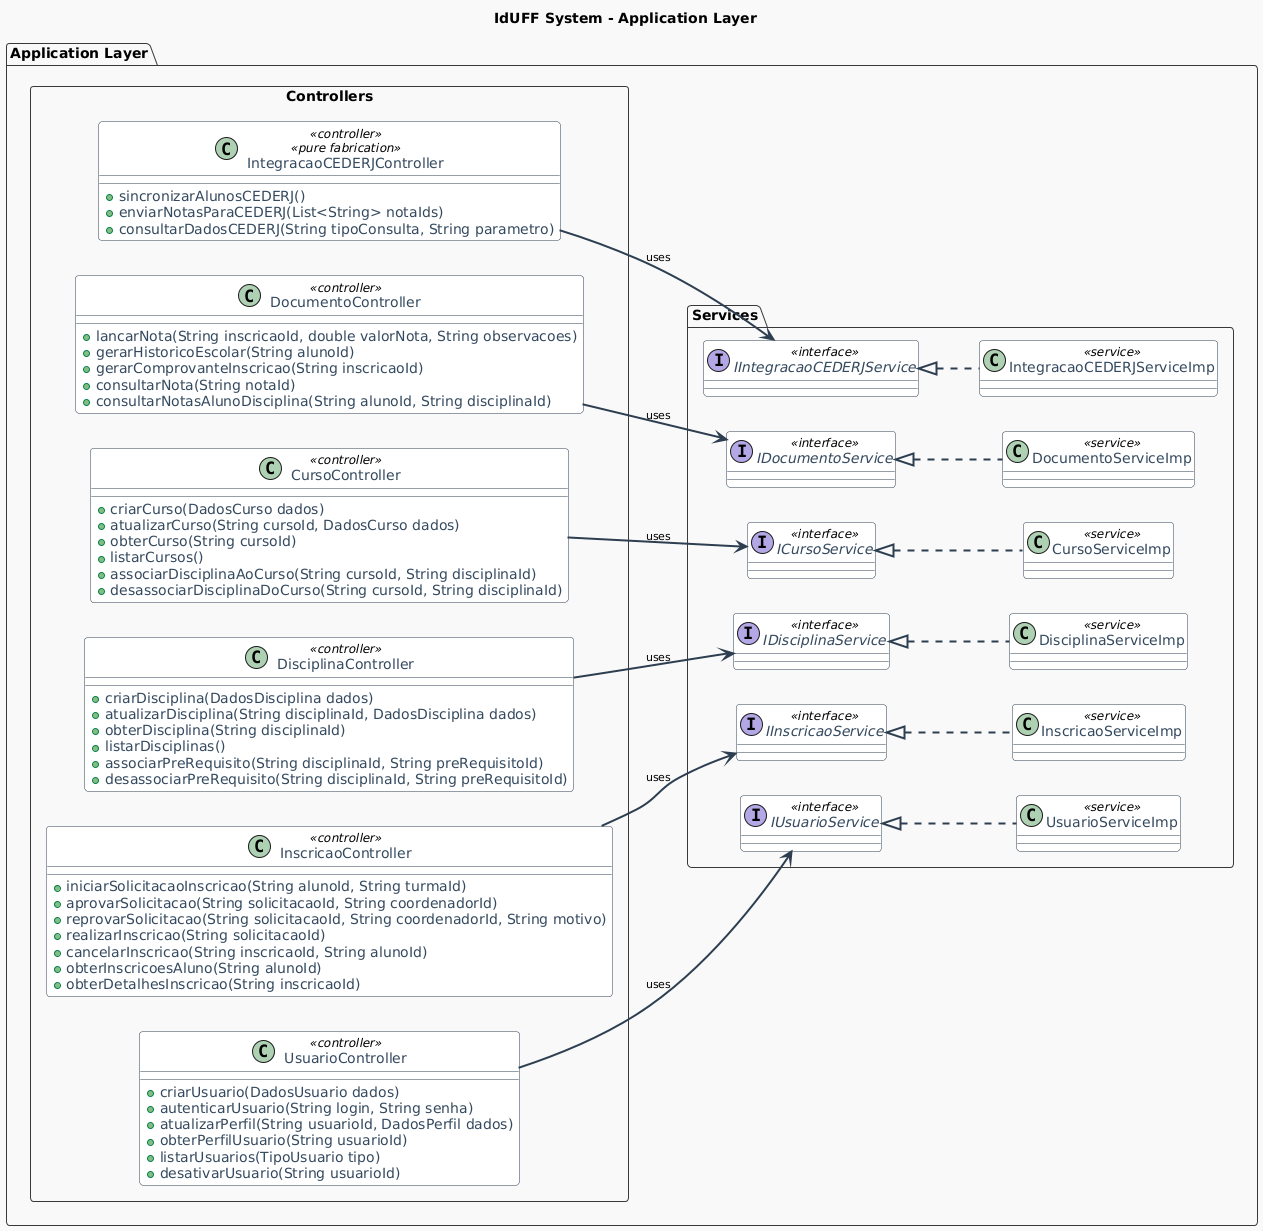 IdUFF System - Application Layer
Application Layer
Controllers
«controller»
«pure fabrication»
C IntegracaoCEDERJController
sincronizarAlunosCEDERJ()
enviarNotasParaCEDERJ(List<String> notaIds)
consultarDadosCEDERJ(String tipoConsulta, String parametro)
uses
«controller»
C DocumentoController
lancarNota(String inscricaoId, double valorNota, String observacoes)
gerarHistoricoEscolar(String alunoId)
gerarComprovanteInscricao(String inscricaoId)
consultarNota(String notaId)
consultarNotasAlunoDisciplina(String alunoId, String disciplinaId)
uses
«controller»
C CursoController
criarCurso(DadosCurso dados)
atualizarCurso(String cursoId, DadosCurso dados)
obterCurso(String cursoId)
listarCursos()
associarDisciplinaAoCurso(String cursoId, String disciplinaId)
desassociarDisciplinaDoCurso(String cursoId, String disciplinaId)
uses
«controller»
C DisciplinaController
criarDisciplina(DadosDisciplina dados)
atualizarDisciplina(String disciplinaId, DadosDisciplina dados)
obterDisciplina(String disciplinaId)
listarDisciplinas()
associarPreRequisito(String disciplinaId, String preRequisitoId)
desassociarPreRequisito(String disciplinaId, String preRequisitoId)
uses
«controller»
C InscricaoController
iniciarSolicitacaoInscricao(String alunoId, String turmaId)
aprovarSolicitacao(String solicitacaoId, String coordenadorId)
reprovarSolicitacao(String solicitacaoId, String coordenadorId, String motivo)
realizarInscricao(String solicitacaoId)
cancelarInscricao(String inscricaoId, String alunoId)
obterInscricoesAluno(String alunoId)
obterDetalhesInscricao(String inscricaoId)
uses
«controller»
C UsuarioController
criarUsuario(DadosUsuario dados)
autenticarUsuario(String login, String senha)
atualizarPerfil(String usuarioId, DadosPerfil dados)
obterPerfilUsuario(String usuarioId)
listarUsuarios(TipoUsuario tipo)
desativarUsuario(String usuarioId)
uses
Services
«interface»
I IIntegracaoCEDERJService
«service»
C IntegracaoCEDERJServiceImp
«interface»
I IDocumentoService
«service»
C DocumentoServiceImp
«interface»
I ICursoService
«service»
C CursoServiceImp
«interface»
I IDisciplinaService
«service»
C DisciplinaServiceImp
«interface»
I IInscricaoService
«service»
C InscricaoServiceImp
«interface»
I IUsuarioService
«service»
C UsuarioServiceImp